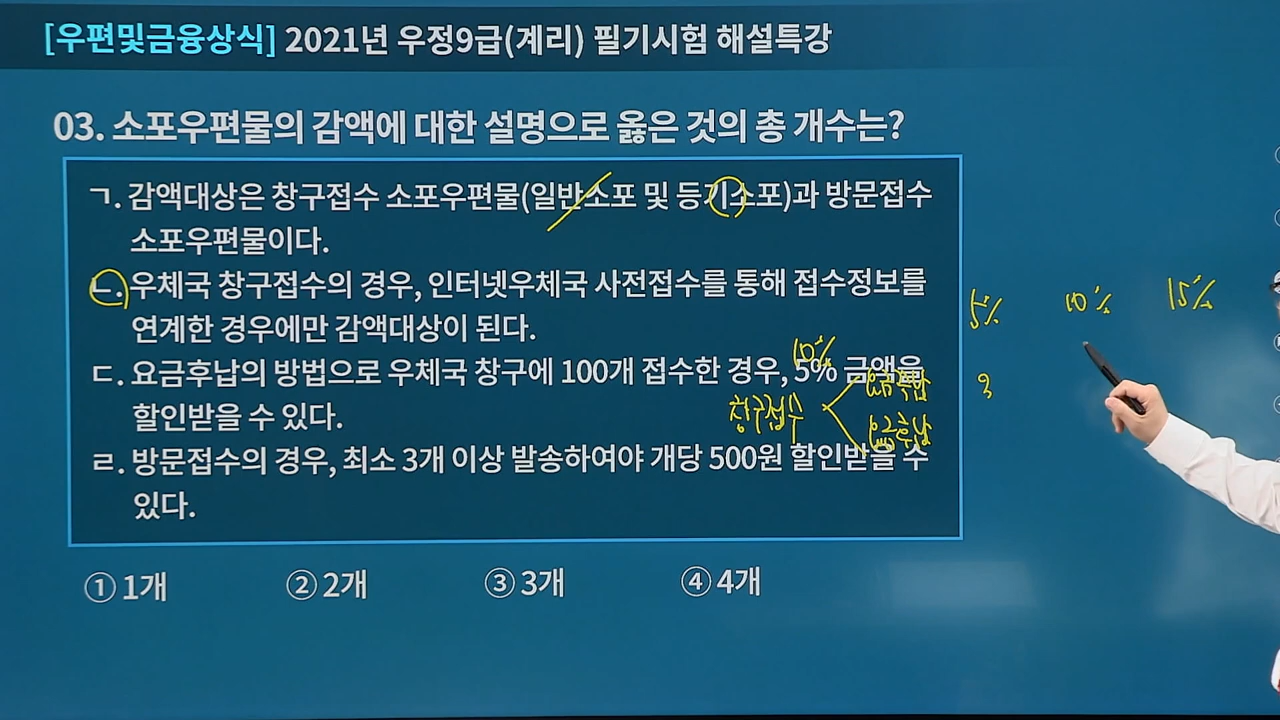 [우편및금융상식] 2021년 우정9급(계리) 필기시험 해설특강
03. 소포우편물의 감액에 대한 설명으로 옳은 것의 총 개수는?
ㄱ. 감액대상은 창구접수 소포우편물(일반소포 및 등기소포)과 방문접수
소포우편물이다.
ㄴ. 우체국 창구접수의 경우, 인터넷우체국 사전접수를 통해 접수정보를
연계한 경우에만 감액대상이 된다.
5% 10% 15%
10%
ㄷ. 요금후납의 방법으로 우체국 창구에 100개 접수한 경우, 5% 금액을
할인받을 수 있다.
창구접수
요금즉납 3
요금후납
ㄹ. 방문접수의 경우, 최소 3개 이상 발송하여야 개당 500원 할인받을 수
있다.
① 1개 ② 2개 ③ 3개 ④ 4개